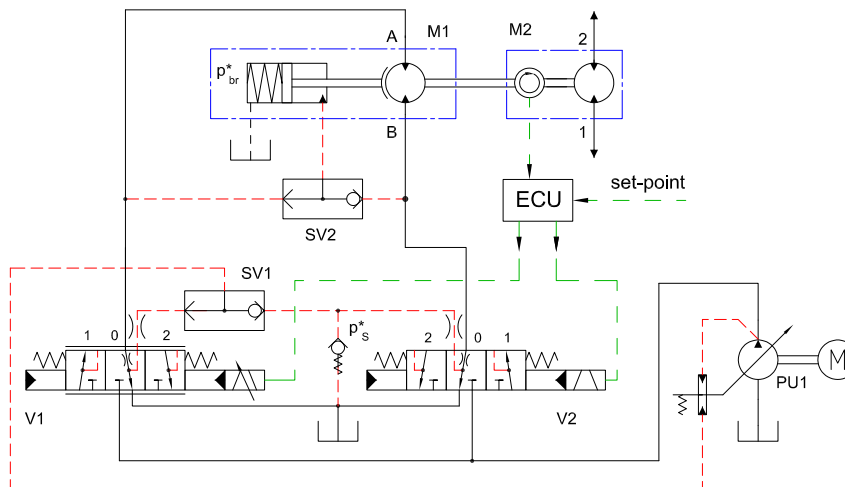 2
A
M1
M2
p*br
B
1
ECU
set-point
SV2
SV1
p*S
1 0 2
2 0 1
M
PU1
V1
V2